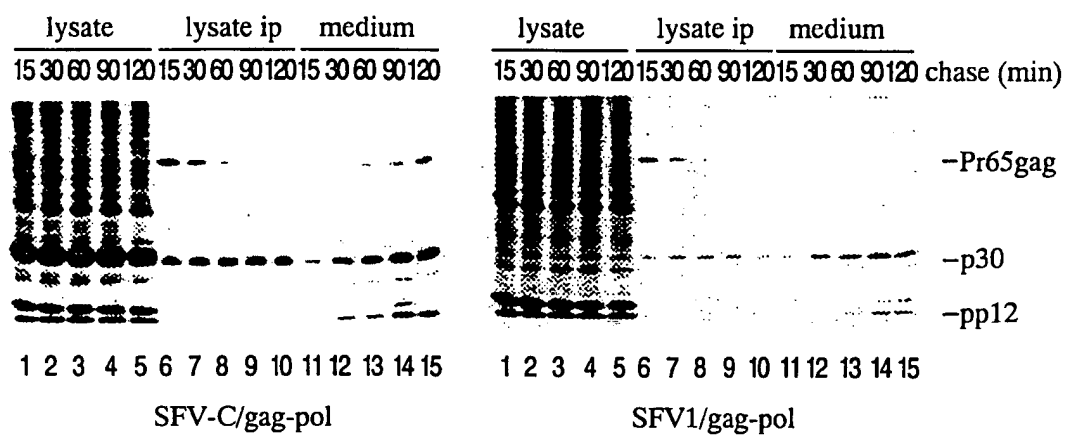 lysate lysate ip medium lysate lysate ip medium
15 30 60 90 120 15 30 60 90 120 15 30 60 90 120 15 30 60 90 120 15 30 60 90 120 15 30 60 90 120 chase (min)
–Pr65gag
–p30
–pp12
1 2 3 4 5 6 7 8 9 10 11 12 13 14 15 1 2 3 4 5 6 7 8 9 10 11 12 13 14 15
SFV-C/gag-pol SFV1/gag-pol